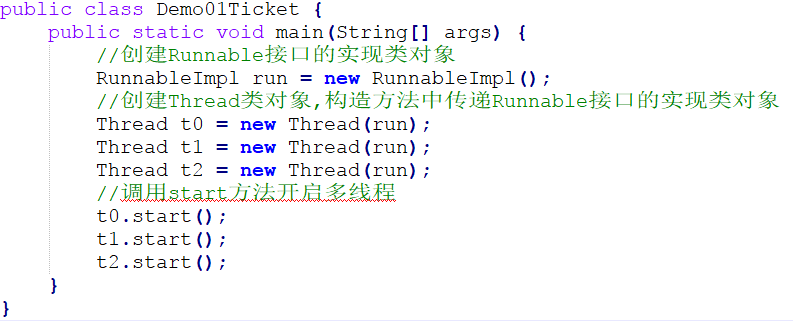 public class Demo01Ticket {
    public static void main(String[] args) {
        //创建Runnable接口的实现类对象
        RunnableImpl run = new RunnableImpl();
        //创建Thread类对象,构造方法中传递Runnable接口的实现类对象
        Thread t0 = new Thread(run);
        Thread t1 = new Thread(run);
        Thread t2 = new Thread(run);
        //调用start方法开启多线程
        t0.start();
        t1.start();
        t2.start();
    }
}